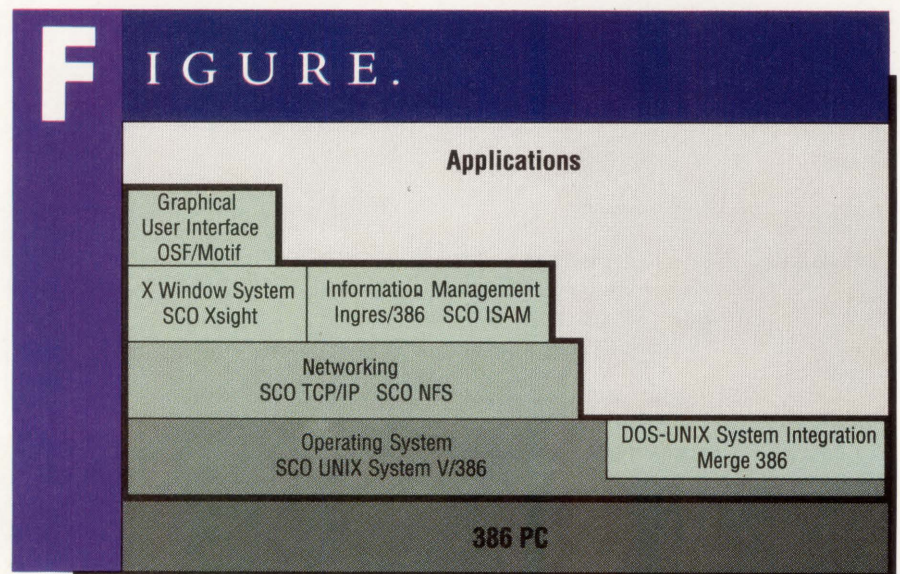 FIGURE.
Applications
Graphical
User Interface
OSF/Motif
X Window System
SCO Xsight
Information Management
Ingres/386 SCO ISAM
Networking
SCO TCP/IP SCO NFS
Operating System
SCO UNIX System V/386
DOS-UNIX System Integration
Merge 386
386 PC